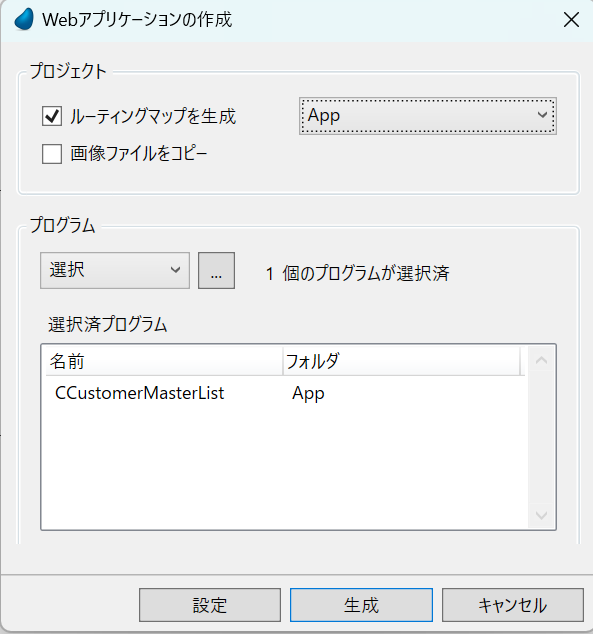 Webアプリケーションの作成
プロジェクト
ルーティングマップを生成 App
画像ファイルをコピー
プログラム
選択 ... 1 個のプログラムが選択済
選択済プログラム
名前 フォルダ
CCustomerMasterList App
設定 生成 キャンセル